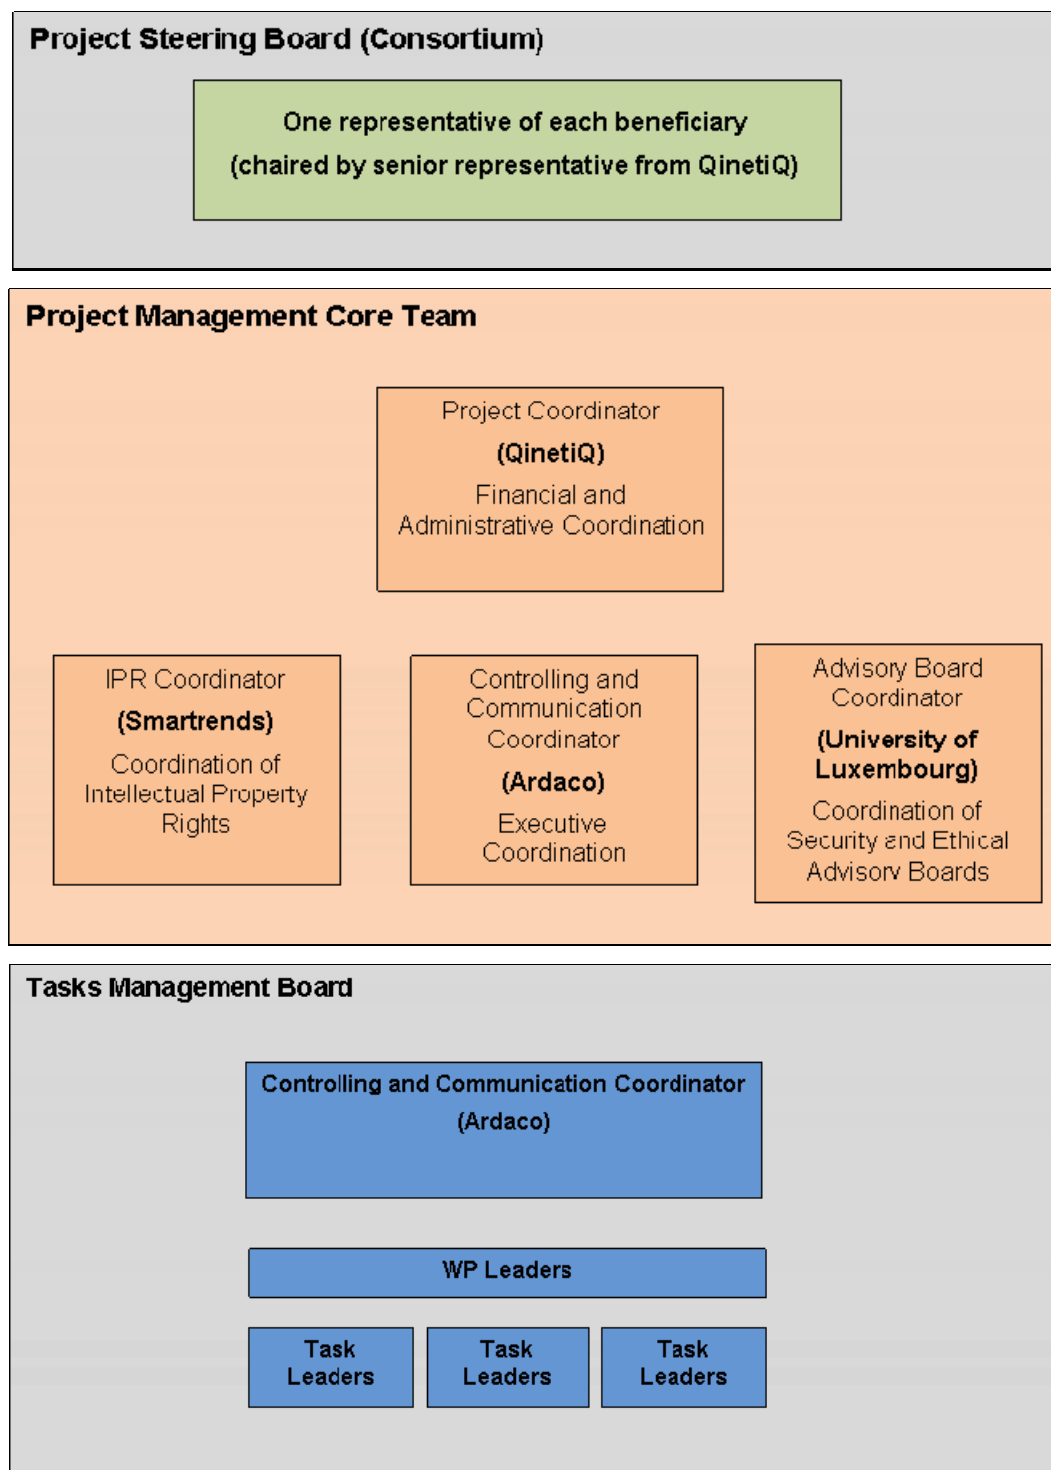 Project Steering Board (Consortium)
One representative of each beneficiary
(chaired by senior representative from QinetiQ)
Project Management Core Team
Project Coordinator
(QinetiQ)
Financial and
Administrative Coordination
IPR Coordinator
(Smartrends)
Coordination of
Intellectual Property
Rights
Controlling and
Communication
Coordinator
(Ardaco)
Executive
Coordination
Advisory Board
Coordinator
(University of
Luxembourg)
Coordination of
Security and Ethical
Advisory Boards
Tasks Management Board
Controlling and Communication Coordinator
(Ardaco)
WP Leaders
Task
Leaders
Task
Leaders
Task
Leaders